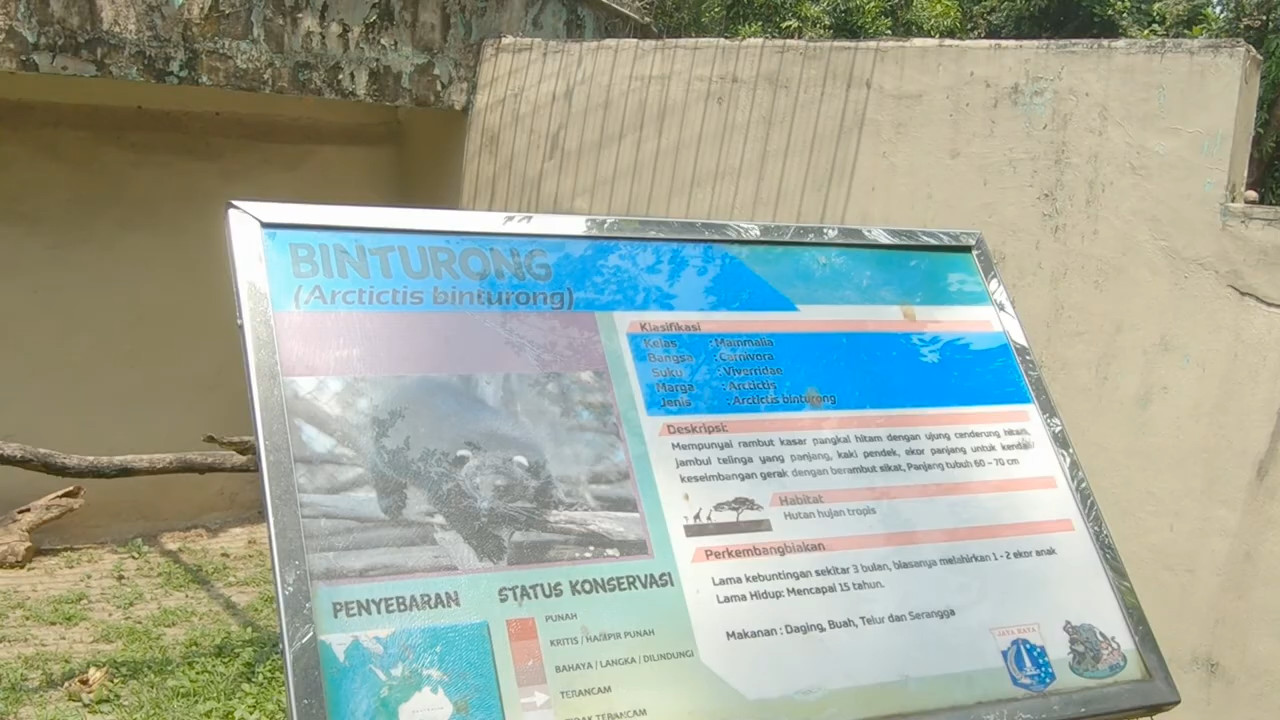 BINTURONG
(Arctictis binturong)
Klasifikasi
Kelas : Mammalia
Bangsa : Carnivora
Suku : Viverridae
Marga : Arctictis
Jenis : Arctictis binturong
Deskripsi:
Mempunyai rambut kasar pangkal hitam dengan ujung cenderung hitam,
jambul telinga yang panjang, kaki pendek, ekor panjang untuk kendali
keseimbangan gerak dengan berambut sikat, Panjang tubuh 60 – 70 cm
Habitat
Hutan hujan tropis
Perkembangbiakan
Lama kebuntingan sekitar 3 bulan, biasanya melahirkan 1 - 2 ekor anak
Lama Hidup: Mencapai 15 tahun.
Makanan : Daging, Buah, Telur dan Serangga
PENYEBARAN
STATUS KONSERVASI
PUNAH
KRITIS / HAMPIR PUNAH
BAHAYA / LANGKA / DILINDUNGI
TERANCAM
TIDAK TERANCAM
JAYA RAYA